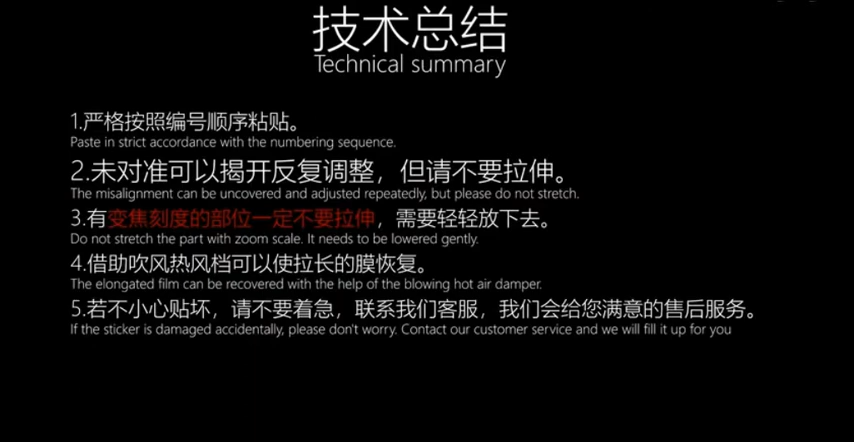 技术总结
Technical summary
1.严格按照编号顺序粘贴。
Paste in strict accordance with the numbering sequence.
2.未对准可以揭开反复调整，但请不要拉伸。
The misalignment can be uncovered and adjusted repeatedly, but please do not stretch.
3.有变焦刻度的部位一定不要拉伸，需要轻轻放下去。
Do not stretch the part with zoom scale. It needs to be lowered gently.
4.借助吹风热风档可以使拉长的膜恢复。
The elongated film can be recovered with the help of the blowing hot air damper.
5.若不小心贴坏，请不要着急，联系我们客服，我们会给您满意的售后服务。
If the sticker is damaged accidentally, please don't worry. Contact our customer service and we will fill it up for you